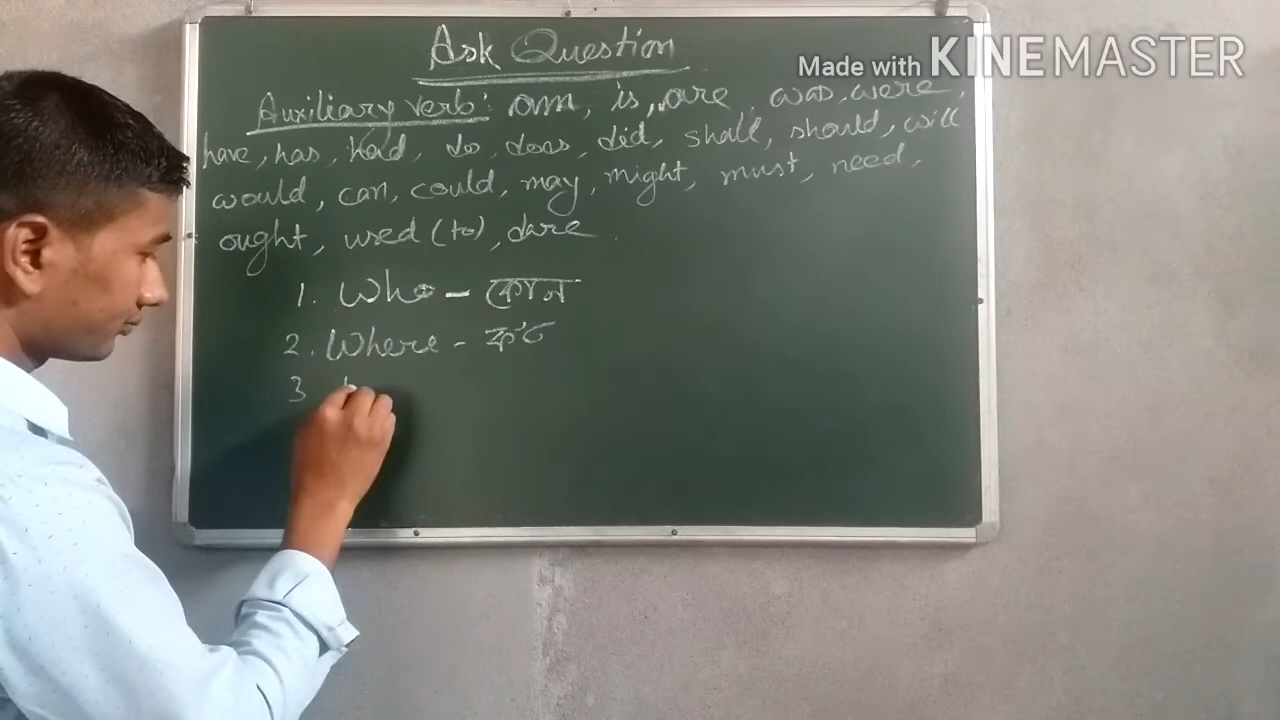 Ask Question
Made with KINEMASTER
Auxiliary verb: am, is, are, was, were,
have, has, had, do, does, did, shall, should, will
would, can, could, may, might, must, need,
ought, used (to), dare.
1. Who - কোন
2. Where - ক'ত
3